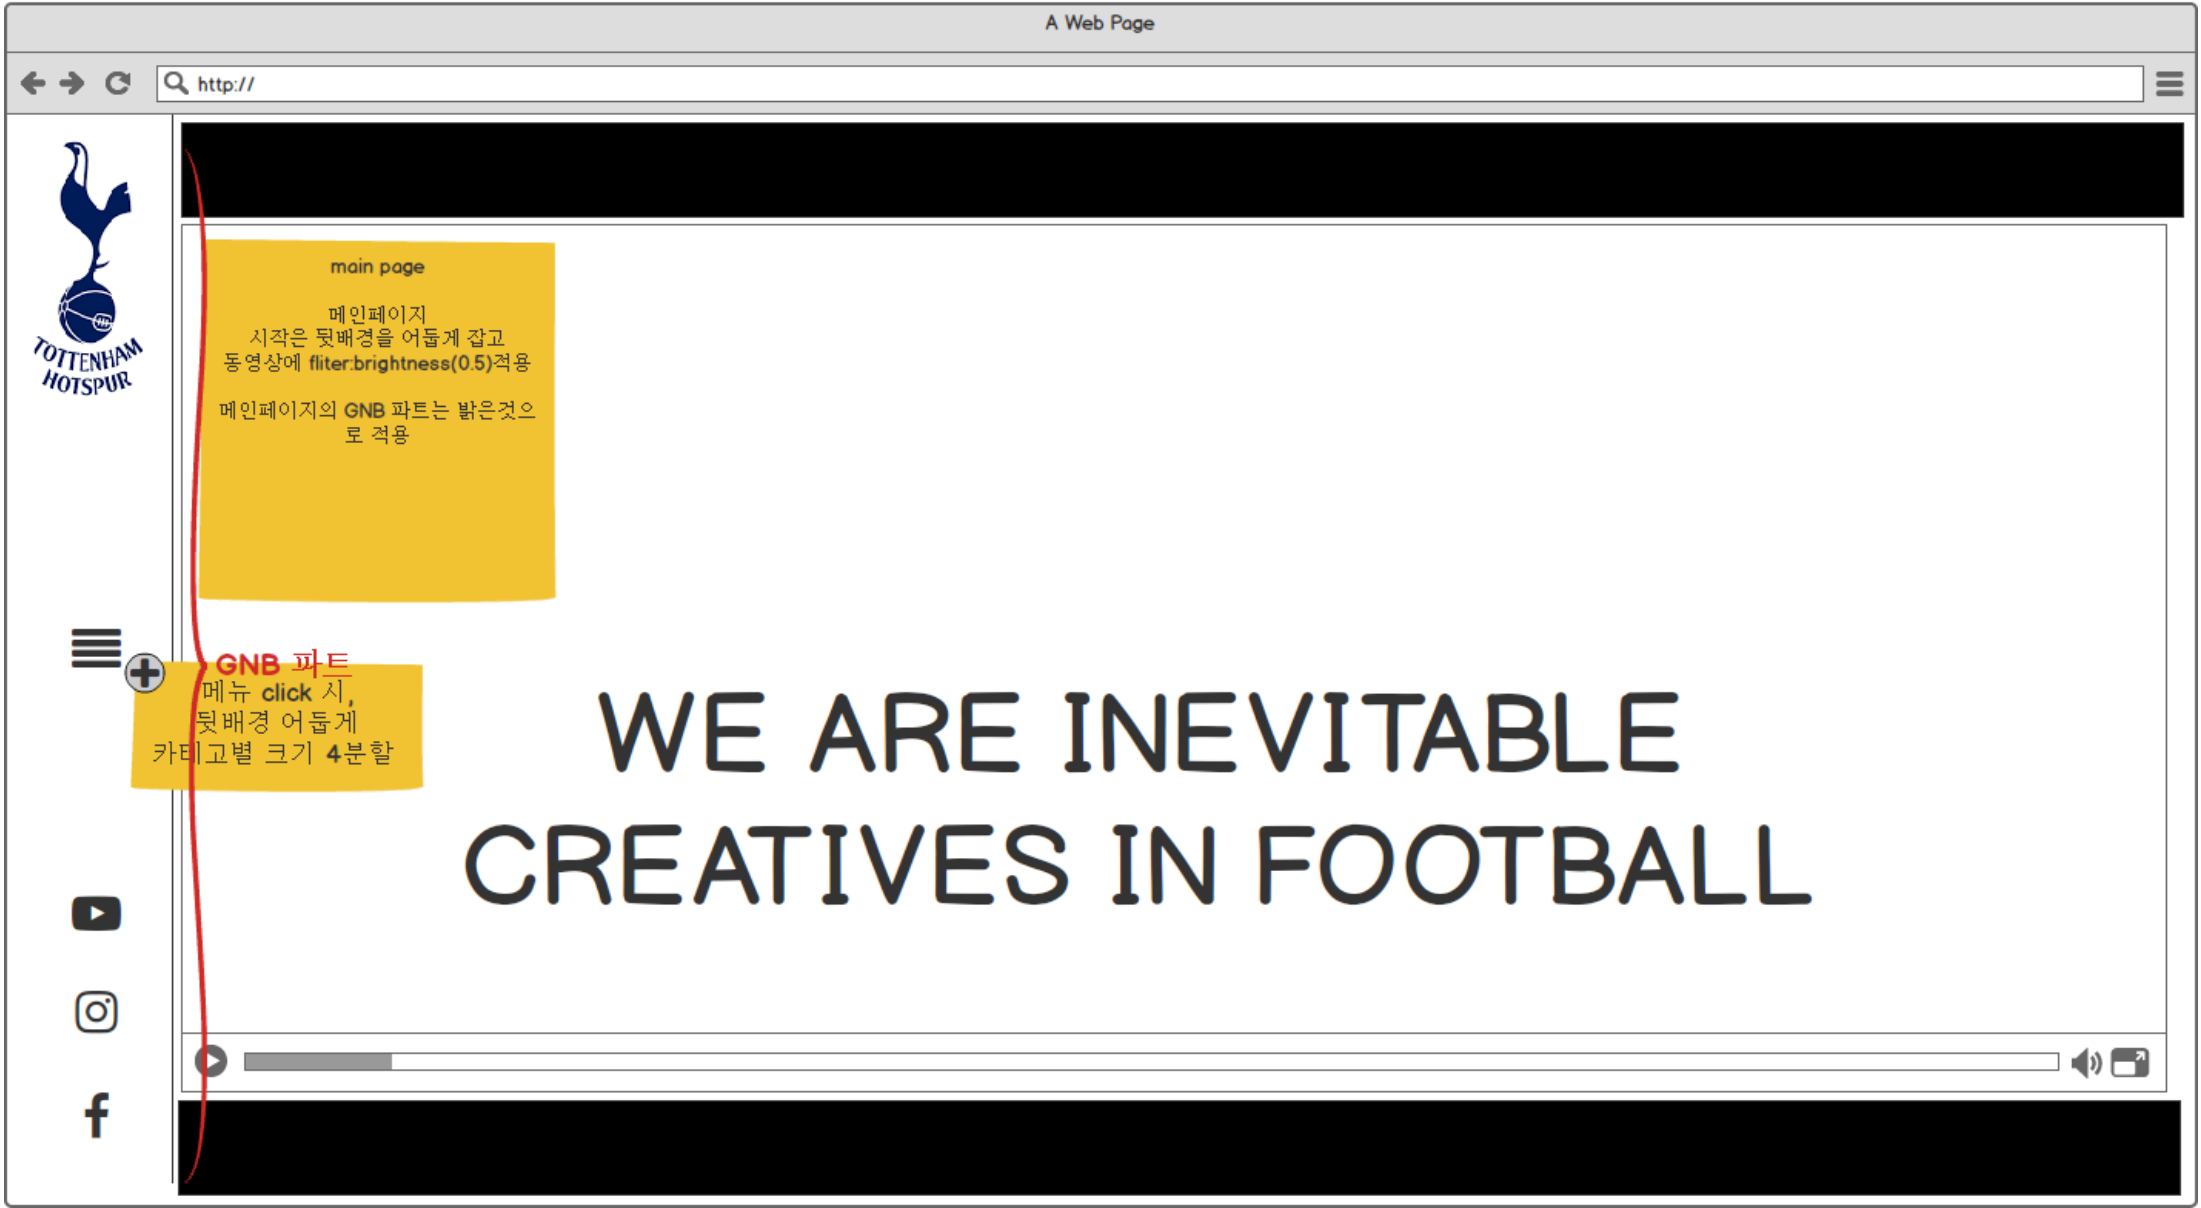 A Web Page
http://
TOTTENHAM
HOTSPUR
main page
메인페이지
시작은 뒷배경을 어둡게 잡고
동영상에 fliter:brightness(0.5)적용
메인페이지의 GNB 파트는 밝은것으
로 적용
GNB 파트
메뉴 click 시,
뒷배경 어둡게
카테고별 크기 4분할
WE ARE INEVITABLE
CREATIVES IN FOOTBALL